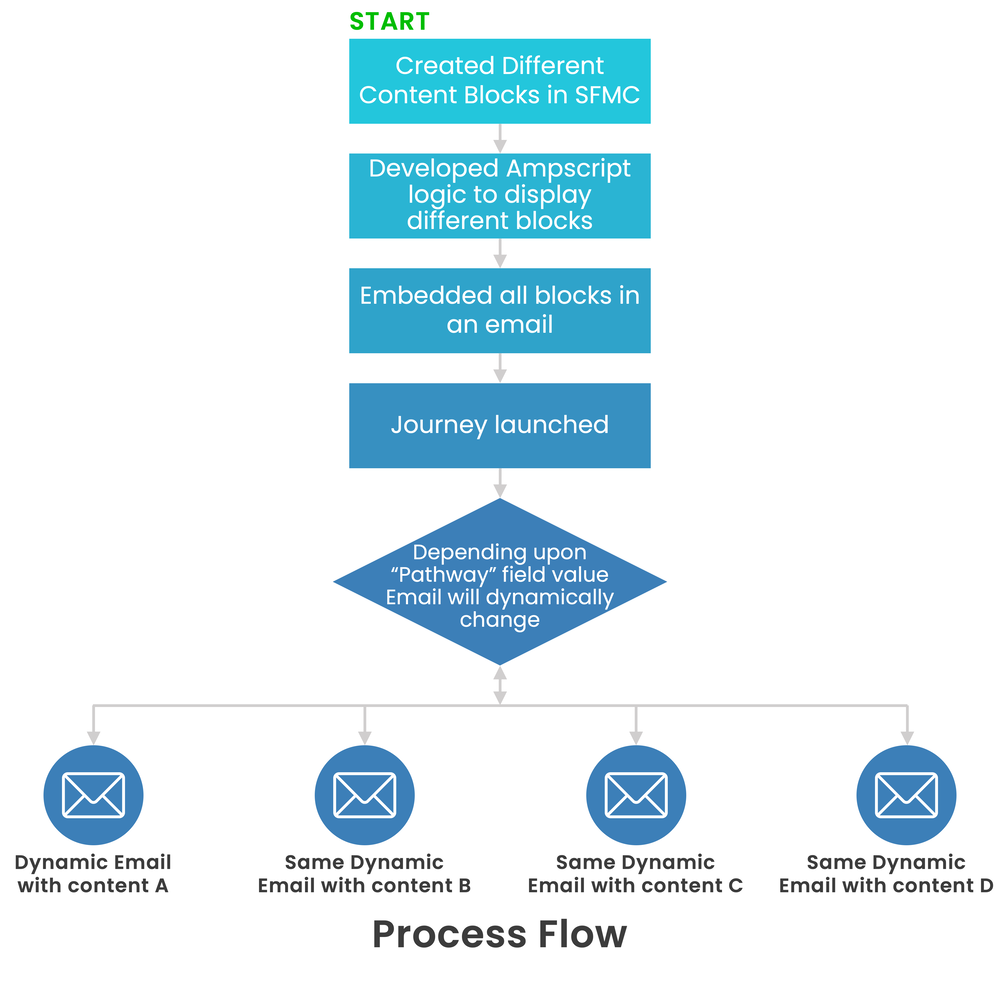 START
Created Different
Content Blocks in SFMC
Developed Ampscript
logic to display
different blocks
Embedded all blocks in
an email
Journey launched
Depending upon
“Pathway” field value
Email will dynamically
change
Dynamic Email
with content A
Same Dynamic
Email with content B
Same Dynamic
Email with content C
Same Dynamic
Email with content D
Process Flow